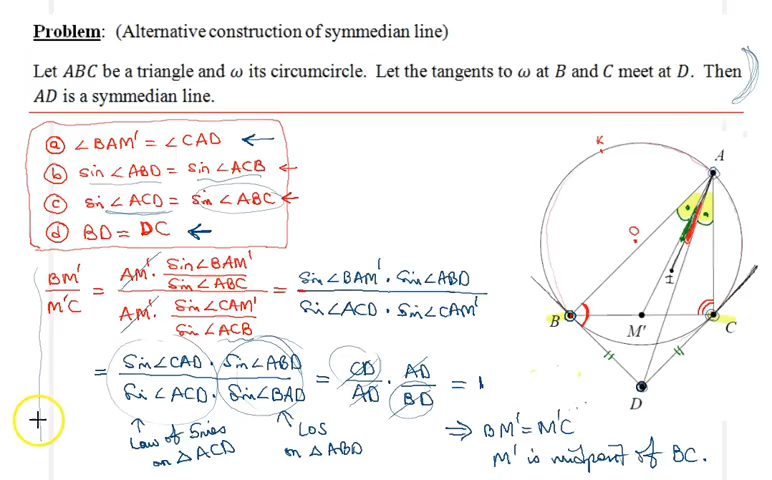 Problem: (Alternative construction of symmedian line)
Let ABC be a triangle and ω its circumcircle. Let the tangents to ω at B and C meet at D. Then
AD is a symmedian line.
ⓐ ∠BAM' = ∠CAD ←
ⓑ sin ∠ABD = sin ∠ACB ←
ⓒ sin ∠ACD = sin ∠ABC ←
ⓓ BD = DC ←
BM'/M'C = (AM' · sin∠BAM'/sin∠ABC)/(AM' · sin∠CAM'/sin∠ACB) = (sin∠BAM' · sin∠ABD)/(sin∠ACD · sin∠CAM')
= (sin∠CAD · sin∠ABD)/(sin∠ACD · sin∠BAD) = CD/AD · AD/BD = 1
↑ Law of Sines on △ACD
↑ LOS on △ABD
⇒ BM' = M'C
M' is midpoint of BC.
K
A
O
I
B
M'
C
D